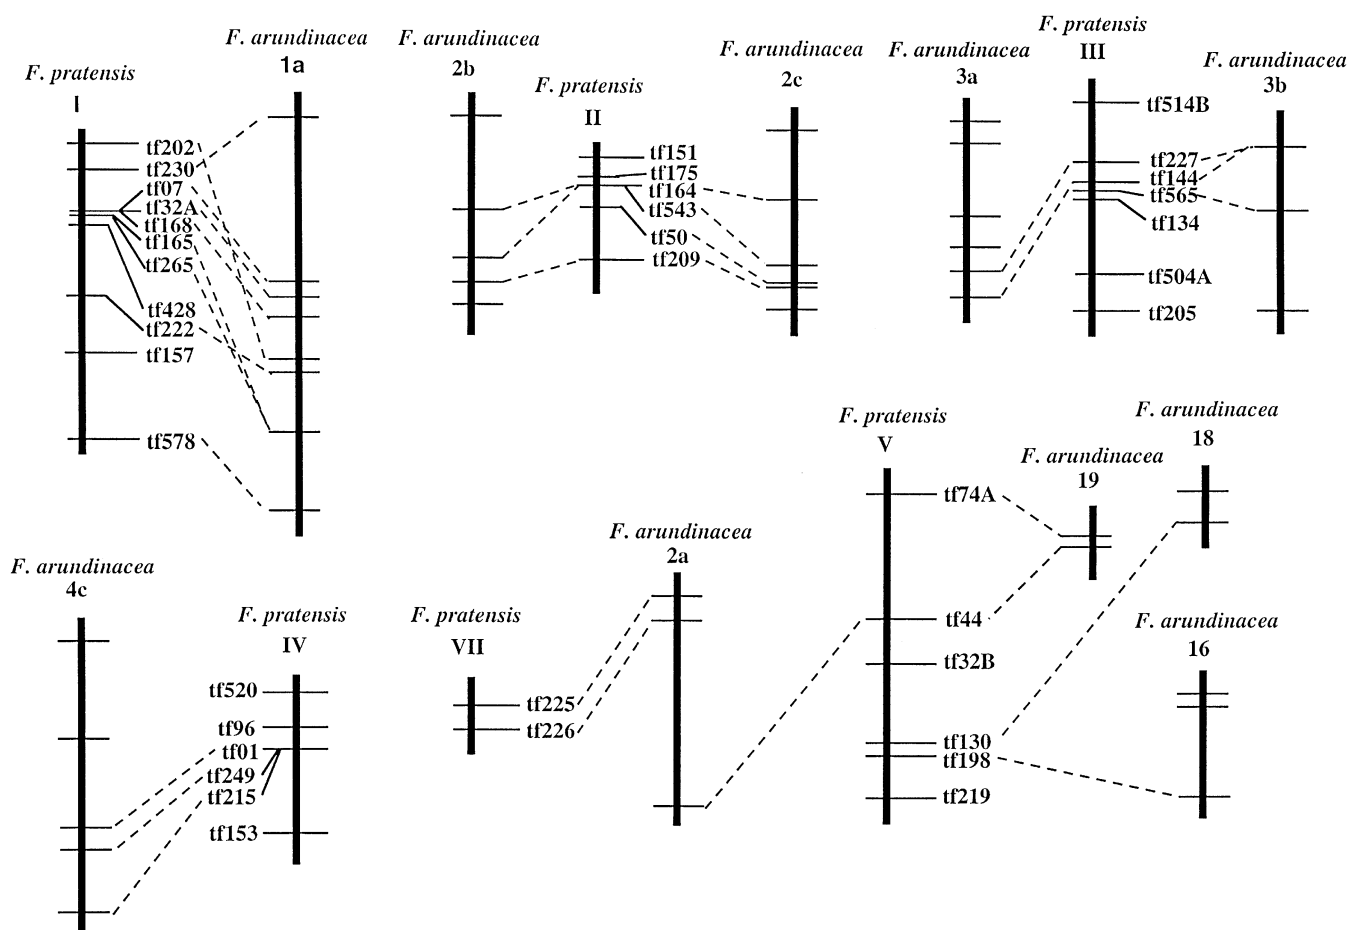 F. pratensis
I
tf202
tf230
tf07
tf32A
tf168
tf165
tf265
tf428
tf222
tf157
tf578
F. arundinacea
1a
F. arundinacea
2b
F. pratensis
II
tf151
tf175
tf164
tf543
tf50
tf209
F. arundinacea
2c
F. arundinacea
3a
F. pratensis
III
tf514B
tf227
tf144
tf565
tf134
tf504A
tf205
F. arundinacea
3b
F. arundinacea
4c
F. pratensis
IV
tf520
tf96
tf01
tf249
tf215
tf153
F. pratensis
VII
tf225
tf226
F. arundinacea
2a
F. pratensis
V
tf74A
tf44
tf32B
tf130
tf198
tf219
F. arundinacea
19
F. arundinacea
18
F. arundinacea
16